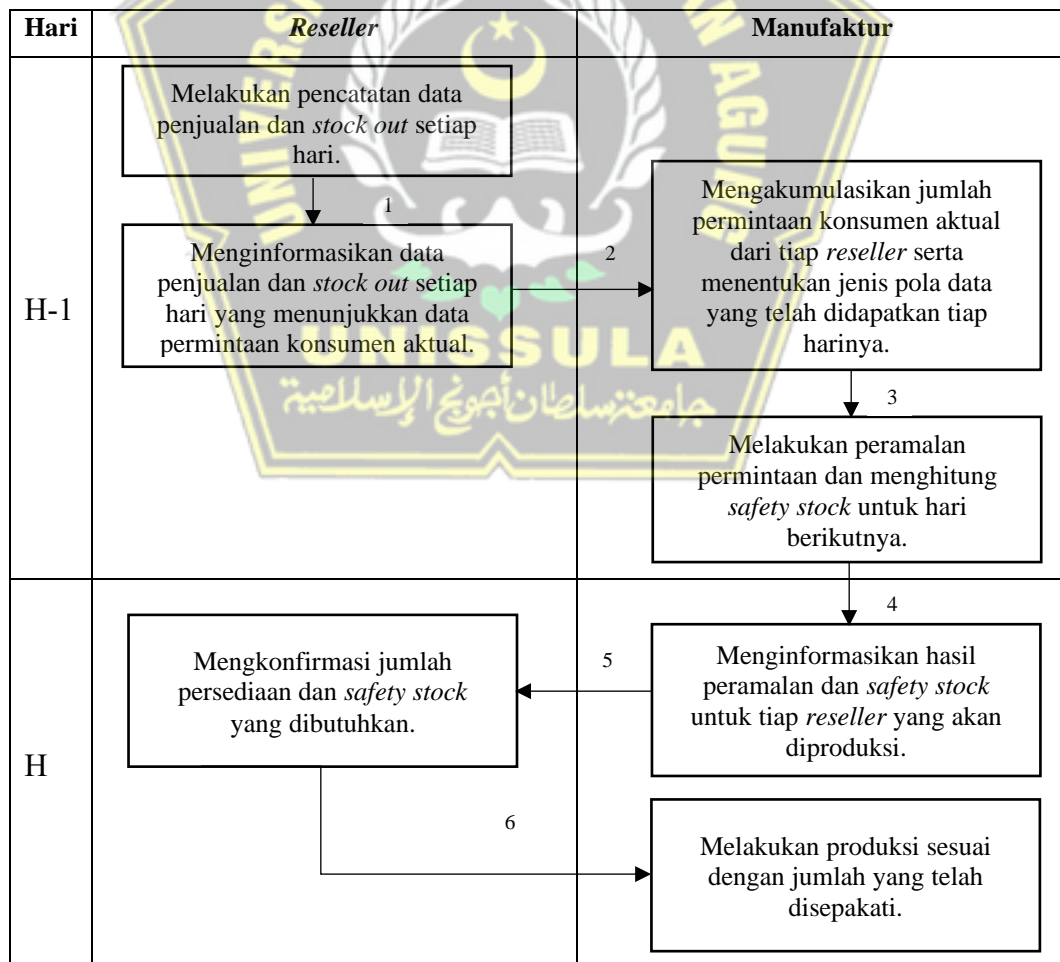 Hari Reseller Manufaktur
Melakukan pencatatan data
penjualan dan stock out setiap
hari.
1
H-1
Menginformasikan data
penjualan dan stock out setiap
hari yang menunjukkan data
permintaan konsumen aktual.
2
Mengakumulasikan jumlah
permintaan konsumen aktual
dari tiap reseller serta
menentukan jenis pola data
yang telah didapatkan tiap
harinya.
3
Melakukan peramalan
permintaan dan menghitung
safety stock untuk hari
berikutnya.
4
H
Menginformasikan hasil
peramalan dan safety stock
untuk tiap reseller yang akan
diproduksi.
5
Mengkonfirmasi jumlah
persediaan dan safety stock
yang dibutuhkan.
6
Melakukan produksi sesuai
dengan jumlah yang telah
disepakati.
UNISSULA
جامعتنسلطان أجونج الإسلامية
AGUNG